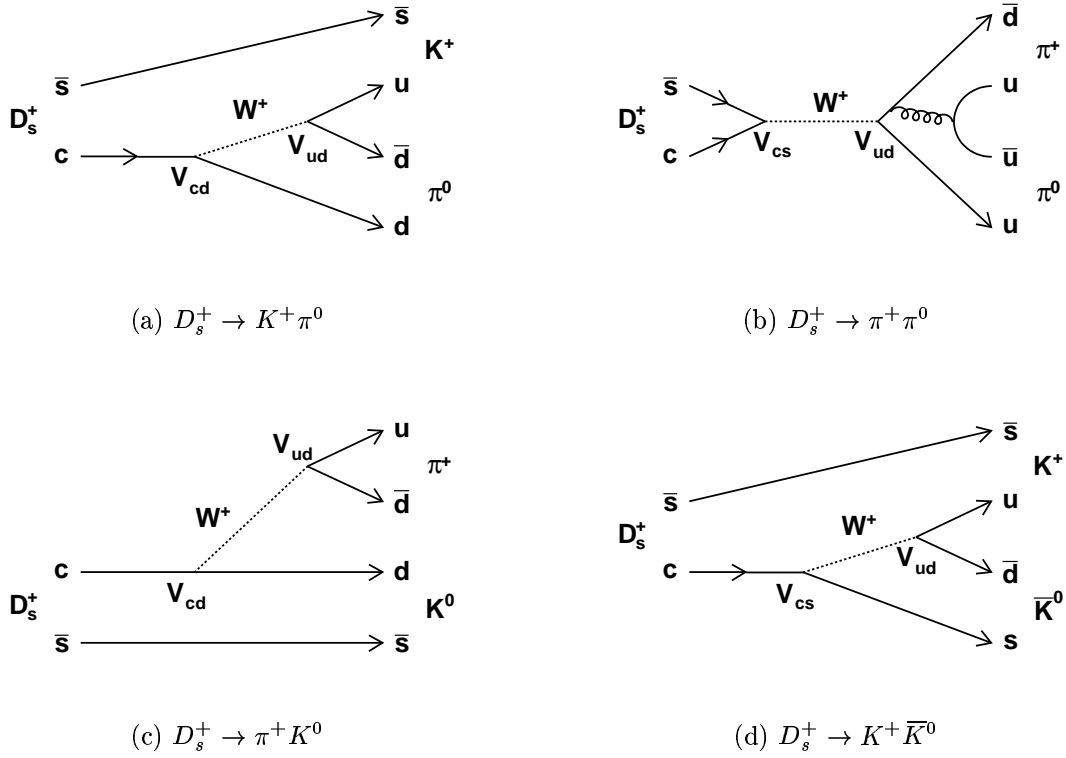 s̅
K⁺
s̅
u
W⁺
D_s⁺
V_ud
d̅
c
V_cd
π⁰
d
(a) D_s⁺ → K⁺π⁰
d̅
π⁺
s̅
u
W⁺
D_s⁺
V_cs
V_ud
c
u̅
π⁰
u
(b) D_s⁺ → π⁺π⁰
u
V_ud
π⁺
d̅
W⁺
c
d
V_cd
D_s⁺
K⁰
s̅
s̅
(c) D_s⁺ → π⁺K⁰
s̅
K⁺
s̅
u
W⁺
D_s⁺
V_ud
c
d̅
V_cs
K̅⁰
s
(d) D_s⁺ → K⁺K̅⁰